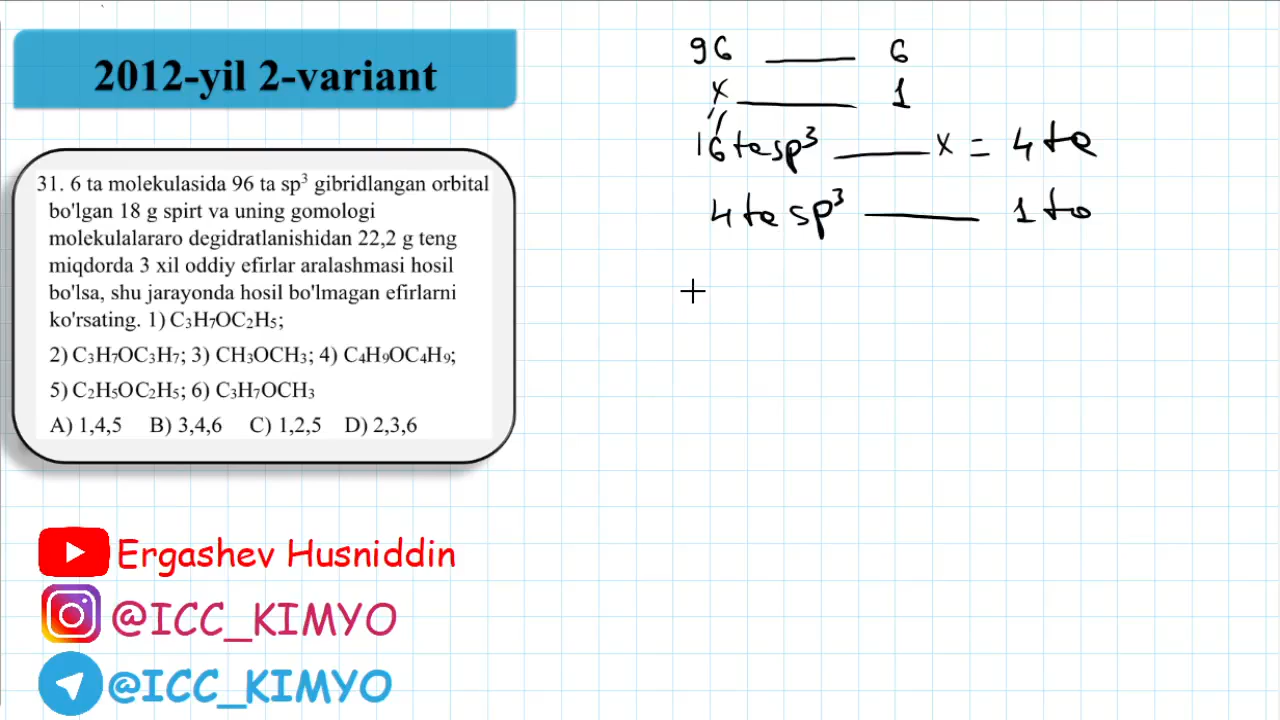 2012-yil 2-variant
31. 6 ta molekulasida 96 ta sp³ gibridlangan orbital
bo'lgan 18 g spirt va uning gomologi
molekulalararo degidratlanishidan 22,2 g teng
miqdorda 3 xil oddiy efirlar aralashmasi hosil
bo'lsa, shu jarayonda hosil bo'lmagan efirlarni
ko'rsating. 1) C₃H₇OC₂H₅;
2) C₃H₇OC₃H₇; 3) CH₃OCH₃; 4) C₄H₉OC₄H₉;
5) C₂H₅OC₂H₅; 6) C₃H₇OCH₃
A) 1,4,5 B) 3,4,6 C) 1,2,5 D) 2,3,6
96 — 6
x — 1
16 ta sp³ — x = 4 ta
4 ta sp³ — 1 ta
Ergashev Husniddin
@ICC_KIMYO
@ICC_KIMYO